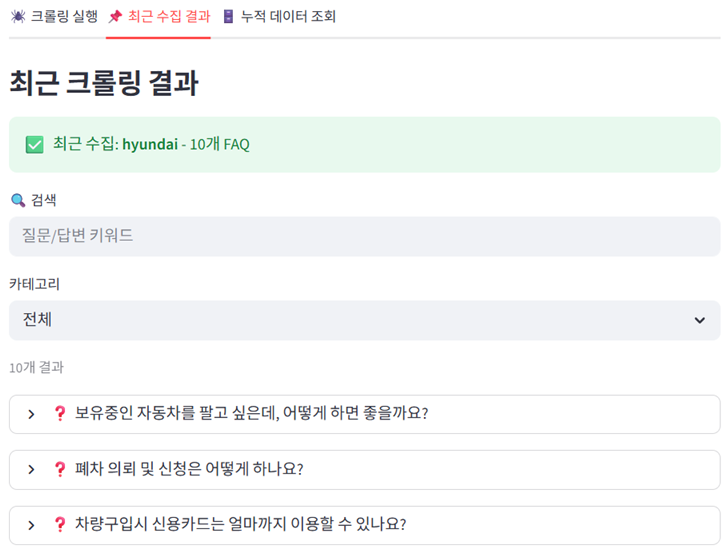 크롤링 실행 최근 수집 결과 누적 데이터 조회
최근 크롤링 결과
최근 수집: hyundai - 10개 FAQ
검색
질문/답변 키워드
카테고리
전체
10개 결과
보유중인 자동차를 팔고 싶은데, 어떻게 하면 좋을까요?
폐차 의뢰 및 신청은 어떻게 하나요?
차량구입시 신용카드는 얼마까지 이용할 수 있나요?